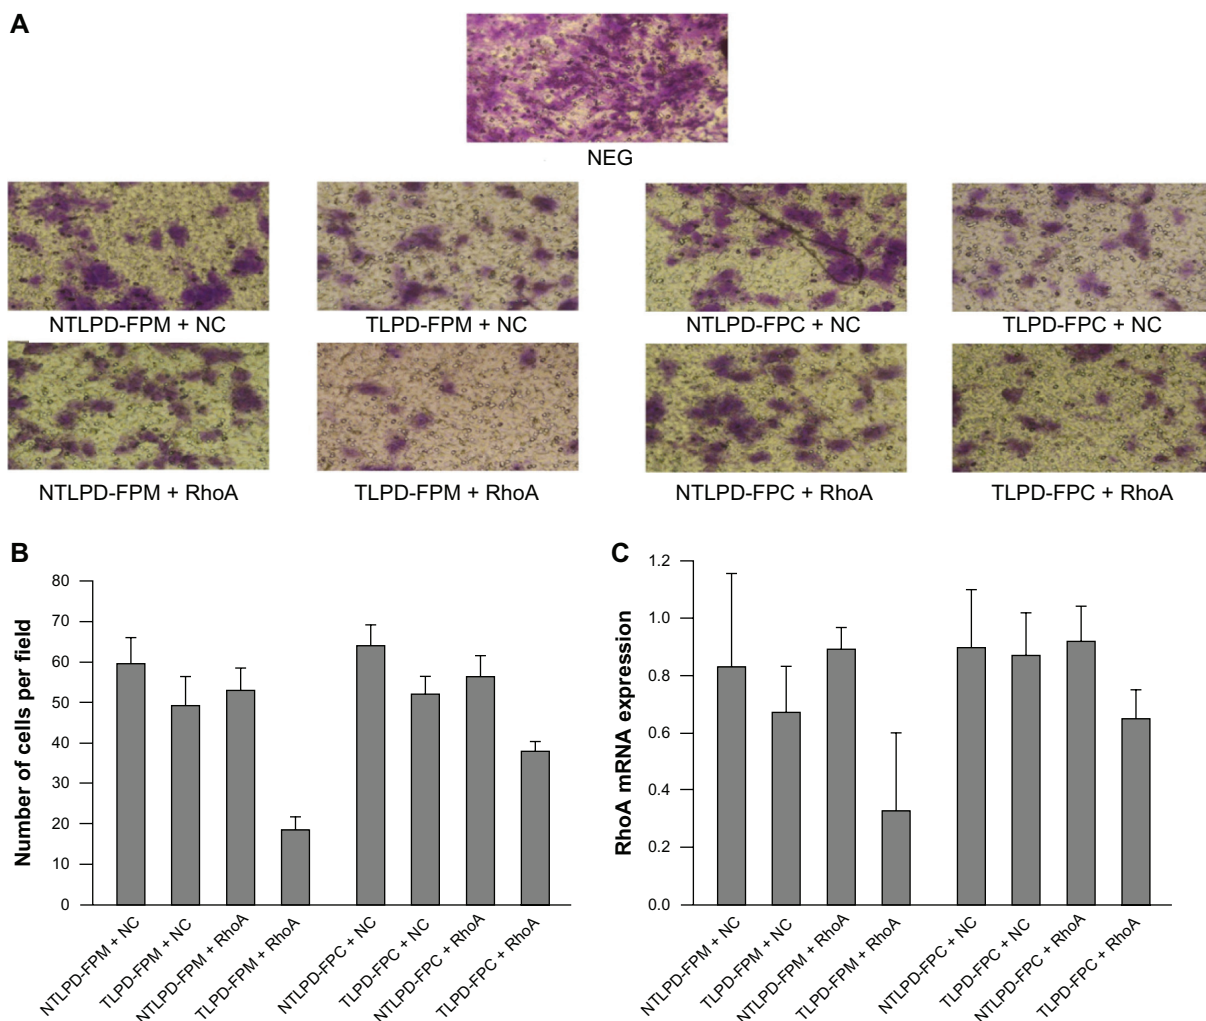 A
NEG
NTLPD-FPM + NC
TLPD-FPM + NC
NTLPD-FPC + NC
TLPD-FPC + NC
NTLPD-FPM + RhoA
TLPD-FPM + RhoA
NTLPD-FPC + RhoA
TLPD-FPC + RhoA
B
Number of cells per field
80
70
60
50
40
30
20
10
0
NTLPD-FPM + NC
TLPD-FPM + NC
NTLPD-FPM + RhoA
TLPD-FPM + RhoA
NTLPD-FPC + NC
TLPD-FPC + NC
NTLPD-FPC + RhoA
TLPD-FPC + RhoA
C
RhoA mRNA expression
1.2
1.0
0.8
0.6
0.4
0.2
0.0
NTLPD-FPM + NC
TLPD-FPM + NC
NTLPD-FPM + RhoA
TLPD-FPM + RhoA
NTLPD-FPC + NC
TLPD-FPC + NC
NTLPD-FPC + RhoA
TLPD-FPC + RhoA